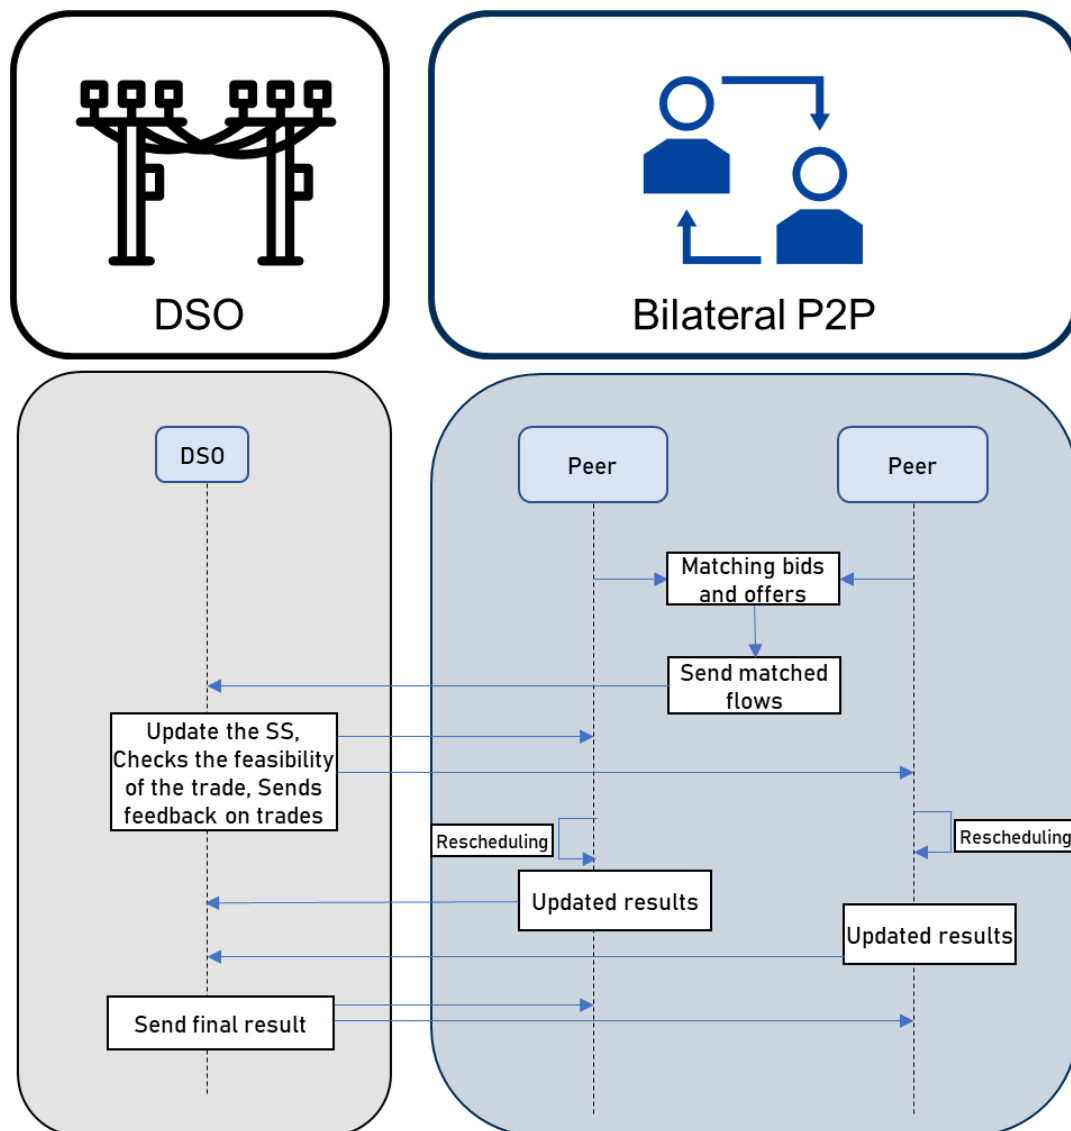 DSO
Bilateral P2P
DSO
Peer
Peer
Matching bids
and offers
Send matched
flows
Update the SS,
Checks the feasibility
of the trade, Sends
feedback on trades
Rescheduling
Rescheduling
Updated results
Updated results
Send final result